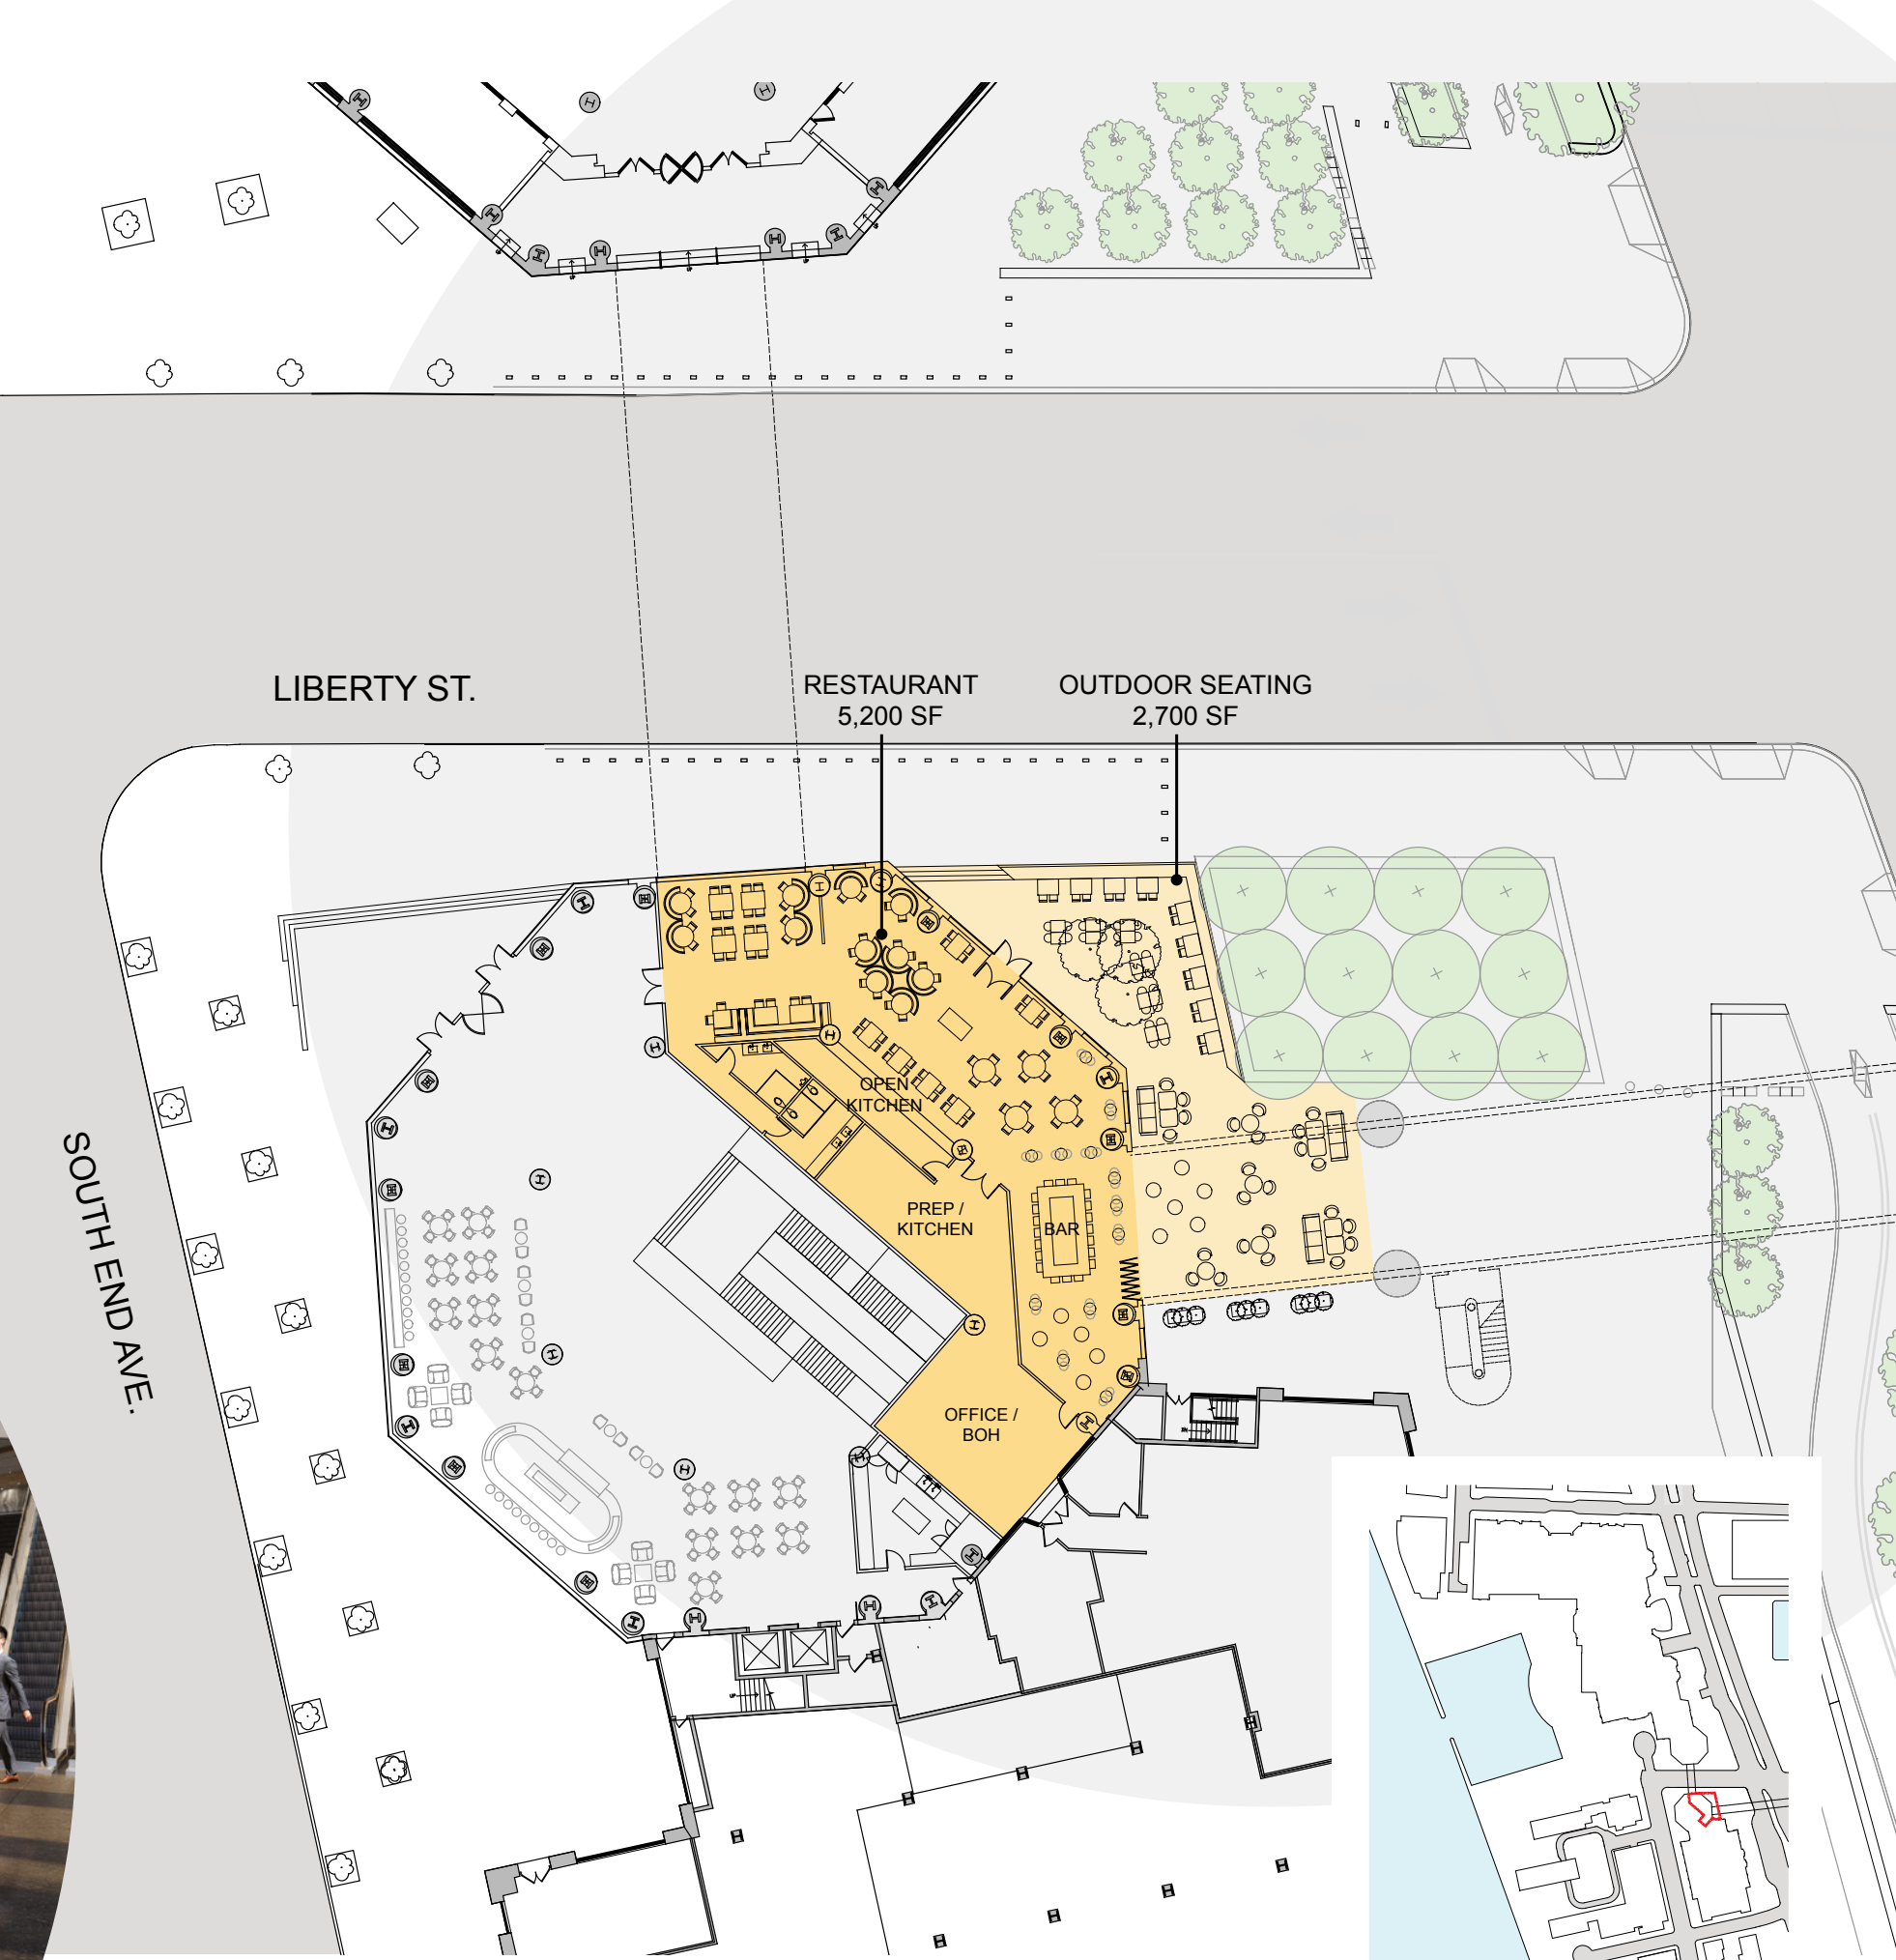 LIBERTY ST.
RESTAURANT
5,200 SF
OUTDOOR SEATING
2,700 SF
SOUTH END AVE.
OPEN
KITCHEN
PREP /
KITCHEN
BAR
OFFICE /
BOH